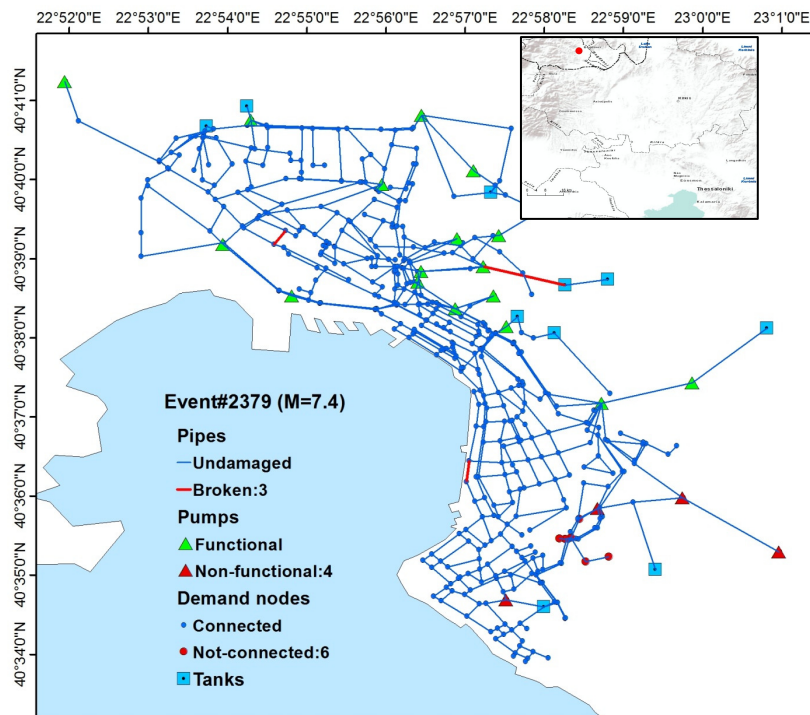 22°52'0"E 22°53'0"E 22°54'0"E 22°55'0"E 22°56'0"E 22°57'0"E 22°58'0"E 22°59'0"E 23°0'0"E 23°1'0"E
40°41'0"N
40°40'0"N
40°39'0"N
40°38'0"N
40°37'0"N
40°36'0"N
40°35'0"N
40°34'0"N
Thessaloniki
Kalamaria
Event#2379 (M=7.4)
Pipes
Undamaged
Broken:3
Pumps
Functional
Non-functional:4
Demand nodes
Connected
Not-connected:6
Tanks